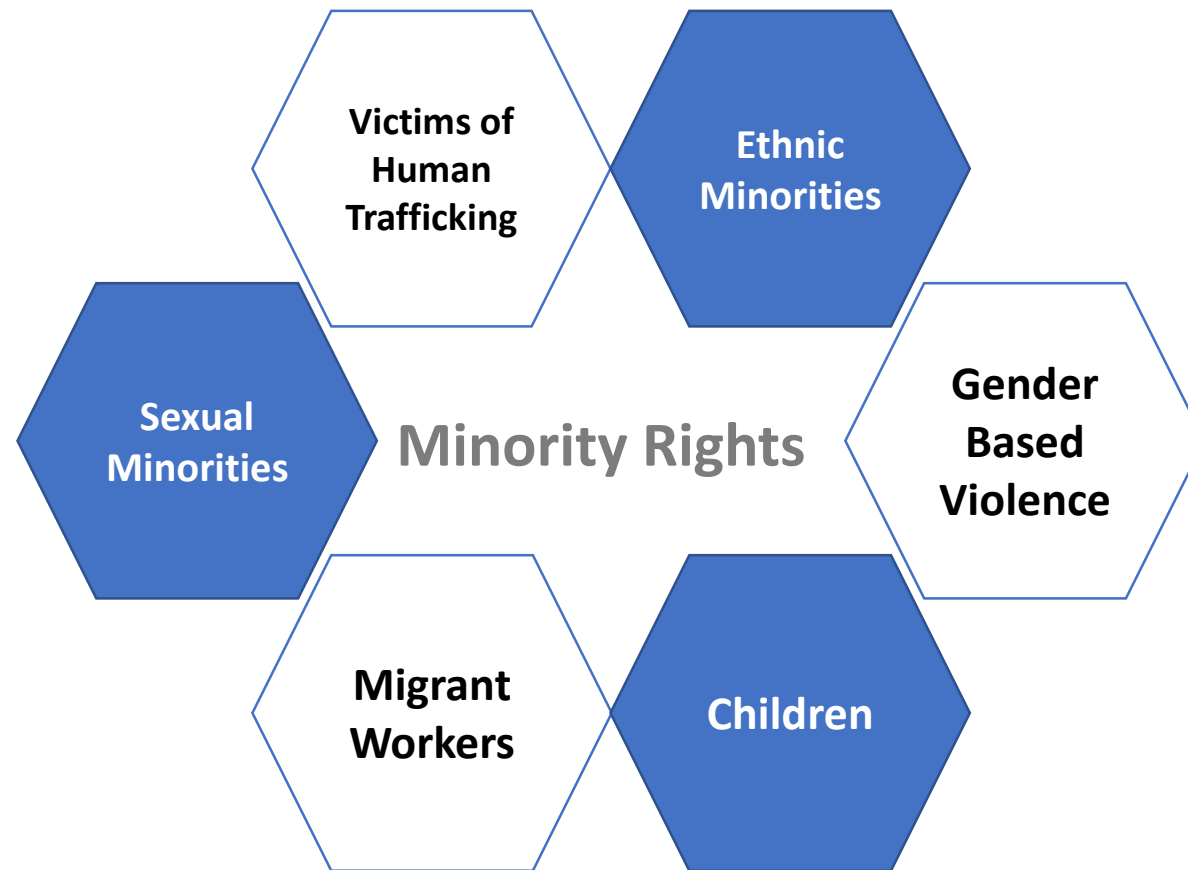 Victims of
Human
Trafficking
Ethnic
Minorities
Sexual
Minorities
Minority Rights
Gender
Based
Violence
Migrant
Workers
Children